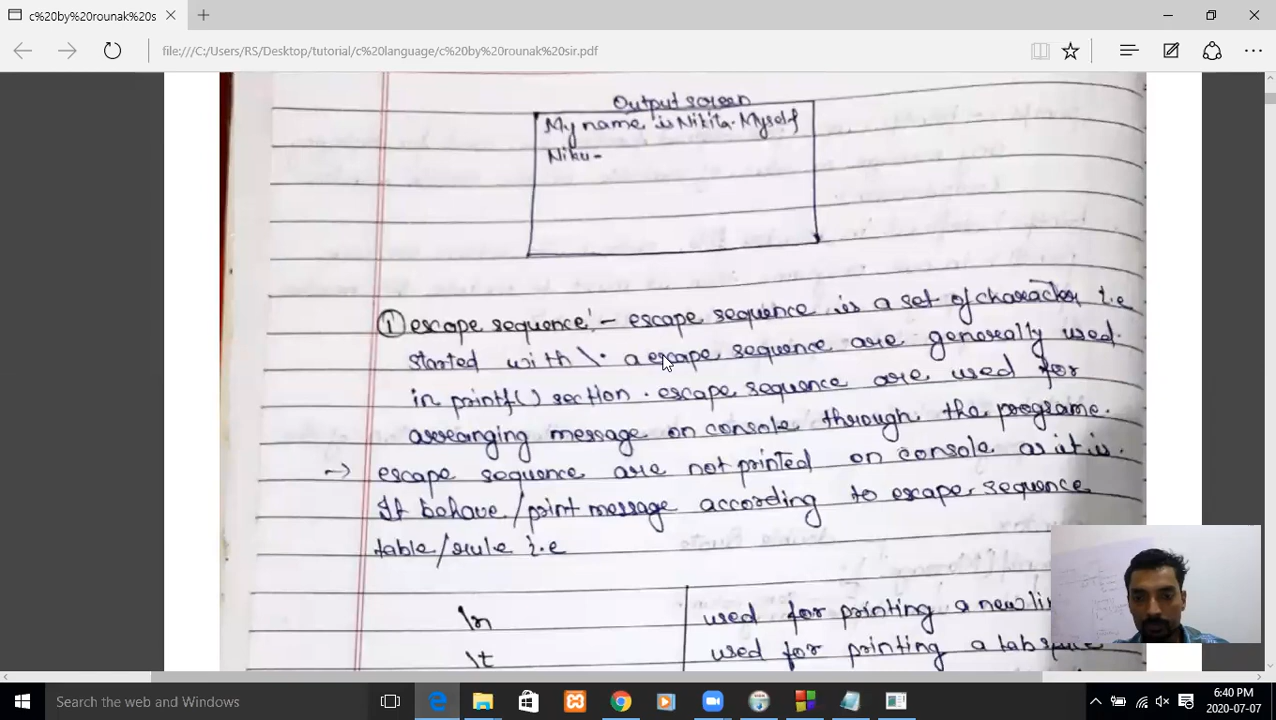 c%20by%20rounak%20s
file:///C:/Users/RS/Desktop/tutorial/c%20language/c%20by%20rounak%20sir.pdf
Output screen
My name is Nikita. Myself
Niku-
① escape sequence:- escape sequence is a set of character i.e
started with \. a escape sequence are generally used.
in printf() section. escape sequence are used for
arranging message on console through the programe.
→ escape sequence are not printed on console as it is.
It behave/print message according to escape sequence
table/rule i.e
\n used for printing a new li
\t used for printing a tab space
Search the web and Windows
6:40 PM
2020-07-07